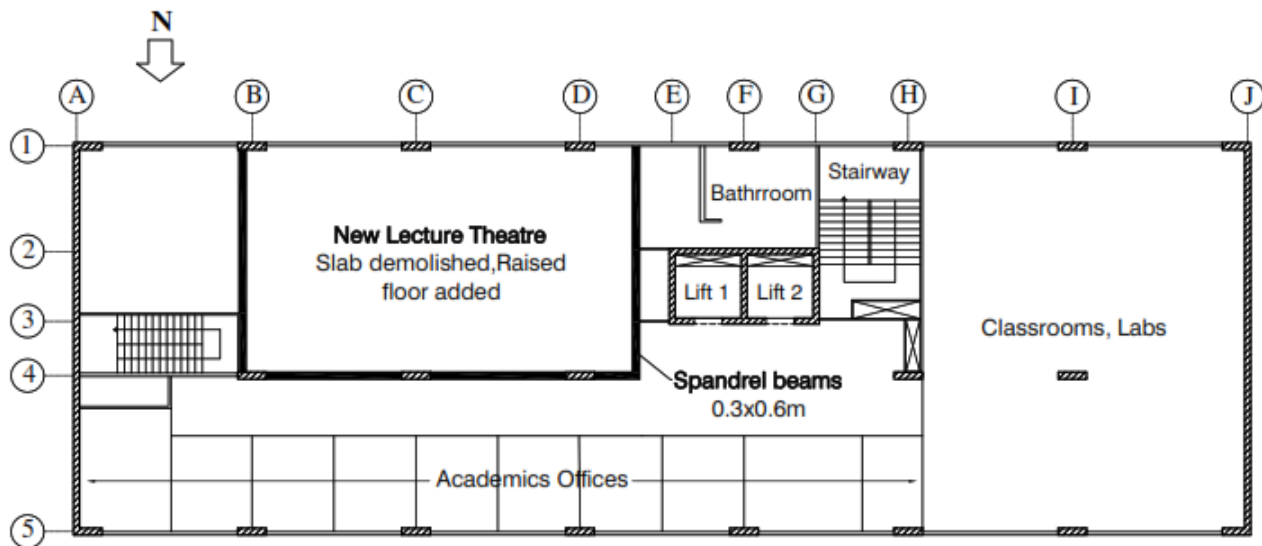 N
A B C D E F G H I J
1
2
3
4
5
New Lecture Theatre
Slab demolished,Raised
floor added
Bathrroom
Stairway
Lift 1
Lift 2
Classrooms, Labs
Spandrel beams
0.3x0.6m
Academics Offices